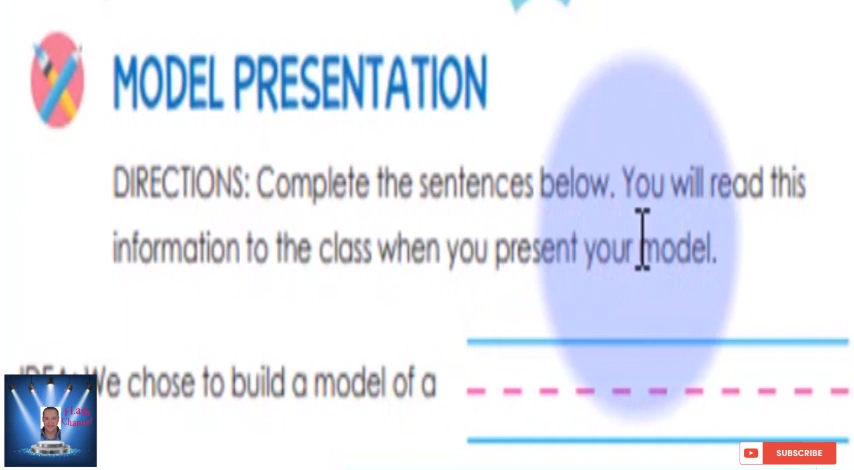 MODEL PRESENTATION
DIRECTIONS: Complete the sentences below. You will read this
information to the class when you present your model.
IDEA: We chose to build a model of a
SUBSCRIBE